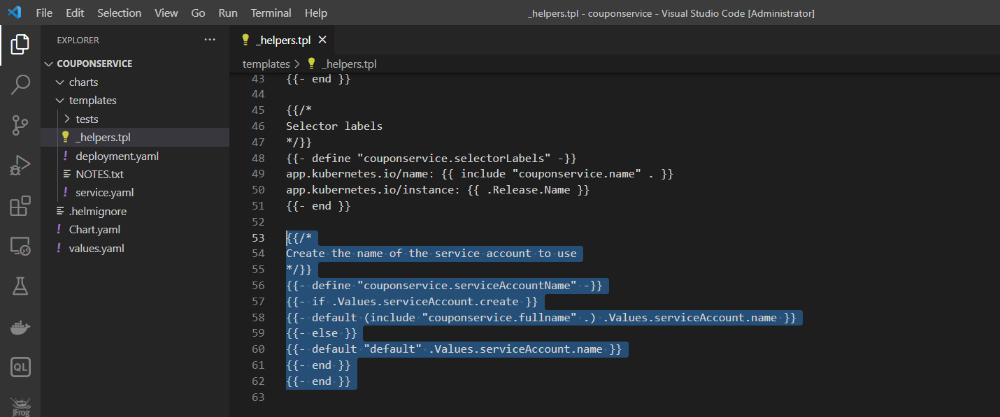 File Edit Selection View Go Run Terminal Help
_helpers.tpl - couponservice - Visual Studio Code [Administrator]
EXPLORER ···
COUPONSERVICE
charts
templates
tests
_helpers.tpl
! deployment.yaml
NOTES.txt
! service.yaml
.helmignore
! Chart.yaml
! values.yaml
QL
JFrog
_helpers.tpl ×
templates > _helpers.tpl
43 {{- end }}
44
45 {{/*
46 Selector labels
47 */}}
48 {{- define "couponservice.selectorLabels" -}}
49 app.kubernetes.io/name: {{ include "couponservice.name" . }}
50 app.kubernetes.io/instance: {{ .Release.Name }}
51 {{- end }}
52
53 {{/*
54 Create the name of the service account to use
55 */}}
56 {{- define "couponservice.serviceAccountName" -}}
57 {{- if .Values.serviceAccount.create }}
58 {{- default (include "couponservice.fullname" .) .Values.serviceAccount.name }}
59 {{- else }}
60 {{- default "default" .Values.serviceAccount.name }}
61 {{- end }}
62 {{- end }}
63